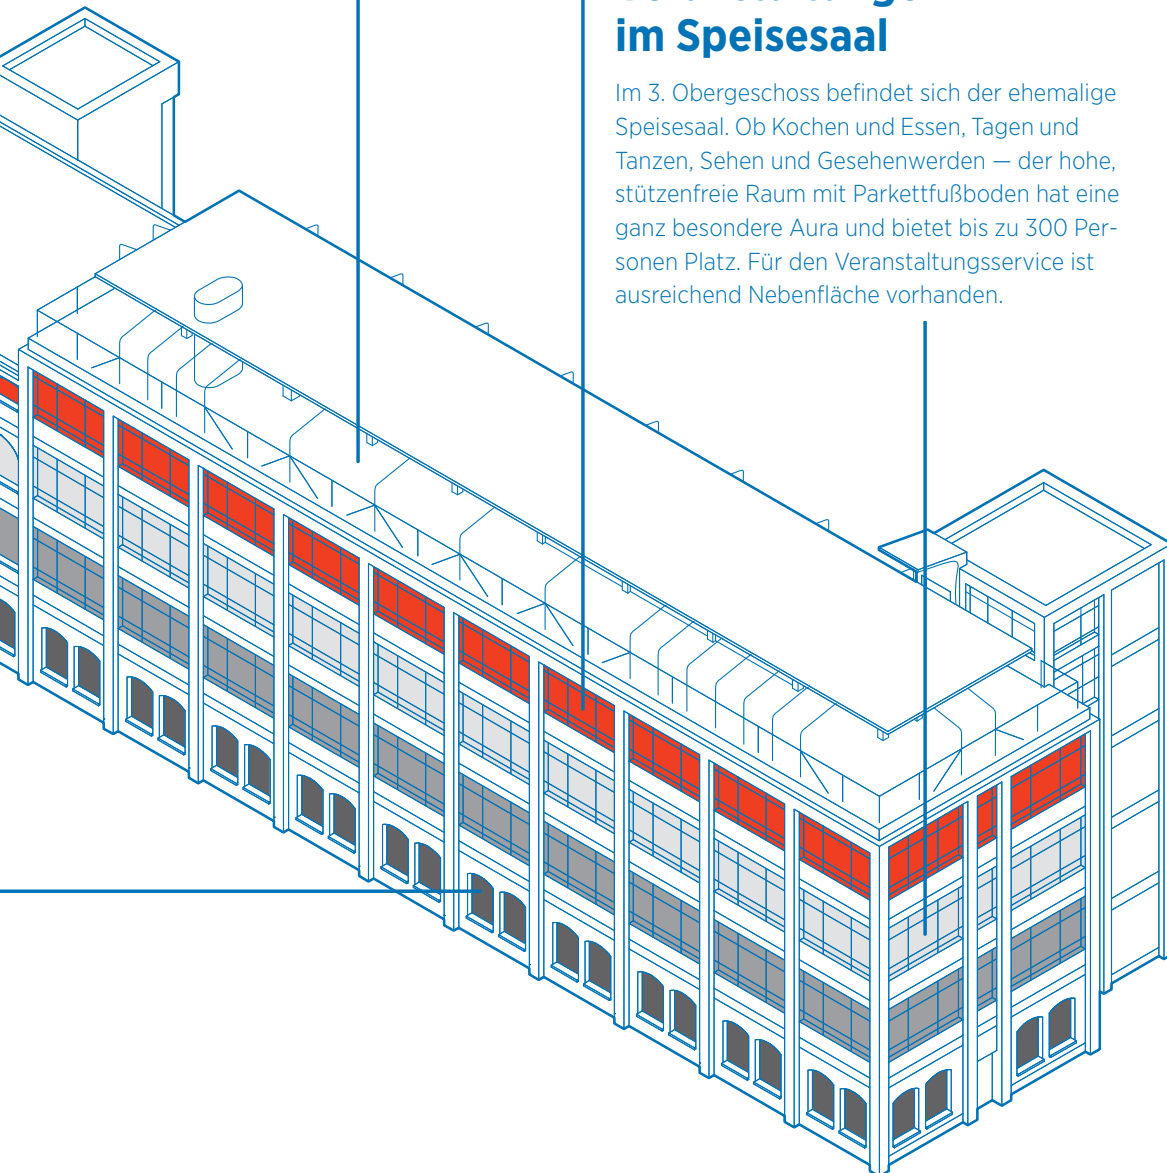 im Speisesaal
Im 3. Obergeschoss befindet sich der ehemalige
Speisesaal. Ob Kochen und Essen, Tagen und
Tanzen, Sehen und Gesehenwerden — der hohe,
stützenfreie Raum mit Parkettfußboden hat eine
ganz besondere Aura und bietet bis zu 300 Per-
sonen Platz. Für den Veranstaltungsservice ist
ausreichend Nebenfläche vorhanden.